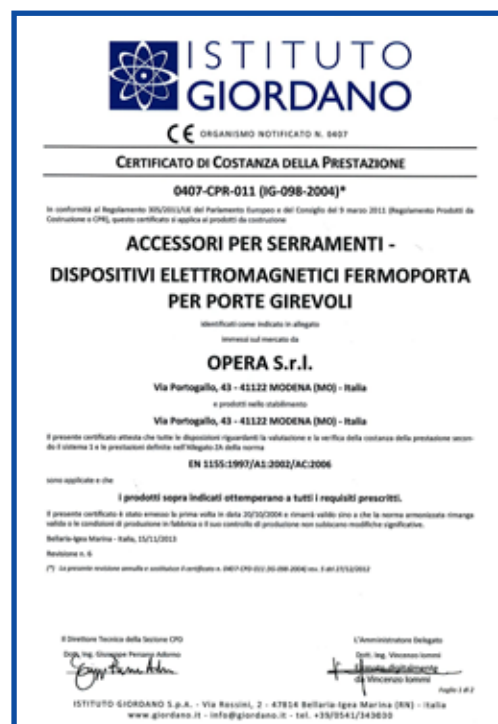 ISTITUTO
GIORDANO
CE ORGANISMO NOTIFICATO N. 0407
CERTIFICATO DI COSTANZA DELLA PRESTAZIONE
0407-CPR-011 (IG-098-2004)*
In conformità al Regolamento 305/2011/UE del Parlamento Europeo e del Consiglio del 9 marzo 2011 (Regolamento Prodotti da
Costruzione o CPR), questo certificato si applica ai prodotti da costruzione
ACCESSORI PER SERRAMENTI -
DISPOSITIVI ELETTROMAGNETICI FERMOPORTA
PER PORTE GIREVOLI
identificati come indicato in allegato
immessi sul mercato da
OPERA S.r.l.
Via Portogallo, 43 - 41122 MODENA (MO) - Italia
e prodotti nello stabilimento
Via Portogallo, 43 - 41122 MODENA (MO) - Italia
Il presente certificato attesta che tutte le disposizioni riguardanti la valutazione e la verifica della costanza della prestazione secon-
do il sistema 1 e le prestazioni definite nell'Allegato ZA della norma
EN 1155:1997/A1:2002/AC:2006
sono applicate e che
i prodotti sopra indicati ottemperano a tutti i requisiti prescritti.
Il presente certificato è stato emesso la prima volta in data 20/10/2004 e rimarrà valido sino a che la norma armonizzata rimanga
valida o le condizioni di produzione in fabbrica o il suo controllo di produzione non subiscano modifiche significative.
Bellaria-Igea Marina - Italia, 15/11/2013
Revisione n. 6
(*) La presente revisione annulla e sostituisce il certificato n. 0407-CPD-011 (IG-098-2004) rev. 5 del 27/12/2012
Il Direttore Tecnico della Sezione CPD
L'Amministratore Delegato
Dott. Ing. Giuseppe Persano Adorno
Dott. Ing. Vincenzo Iommi
Firmato digitalmente
da Vincenzo Iommi
Foglio 1 di 2
ISTITUTO GIORDANO S.p.A. - Via Rossini, 2 - 47814 Bellaria-Igea Marina (RN) - Italia
www.giordano.it - info@giordano.it - tel. +39/0541/343030